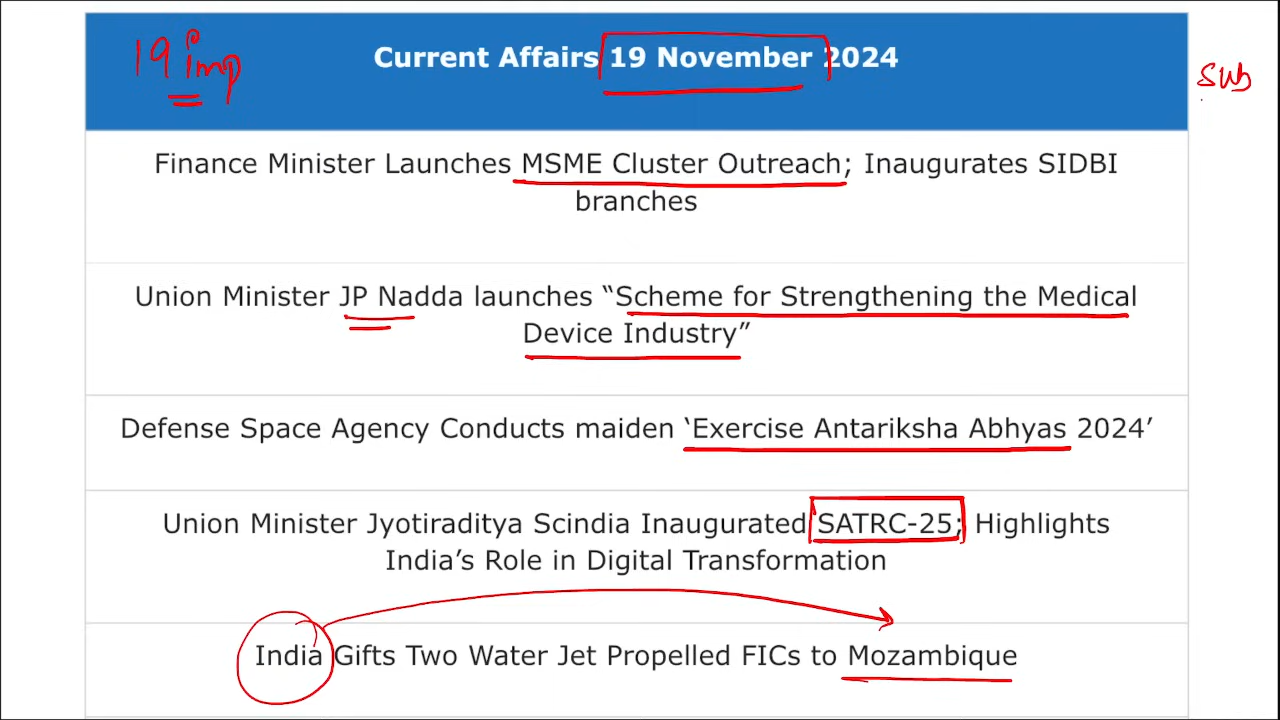 19 imp
Current Affairs 19 November 2024
Sub
Finance Minister Launches MSME Cluster Outreach; Inaugurates SIDBI
branches
Union Minister JP Nadda launches “Scheme for Strengthening the Medical
Device Industry”
Defense Space Agency Conducts maiden ‘Exercise Antariksha Abhyas 2024’
Union Minister Jyotiraditya Scindia Inaugurated SATRC-25; Highlights
India’s Role in Digital Transformation
India Gifts Two Water Jet Propelled FICs to Mozambique